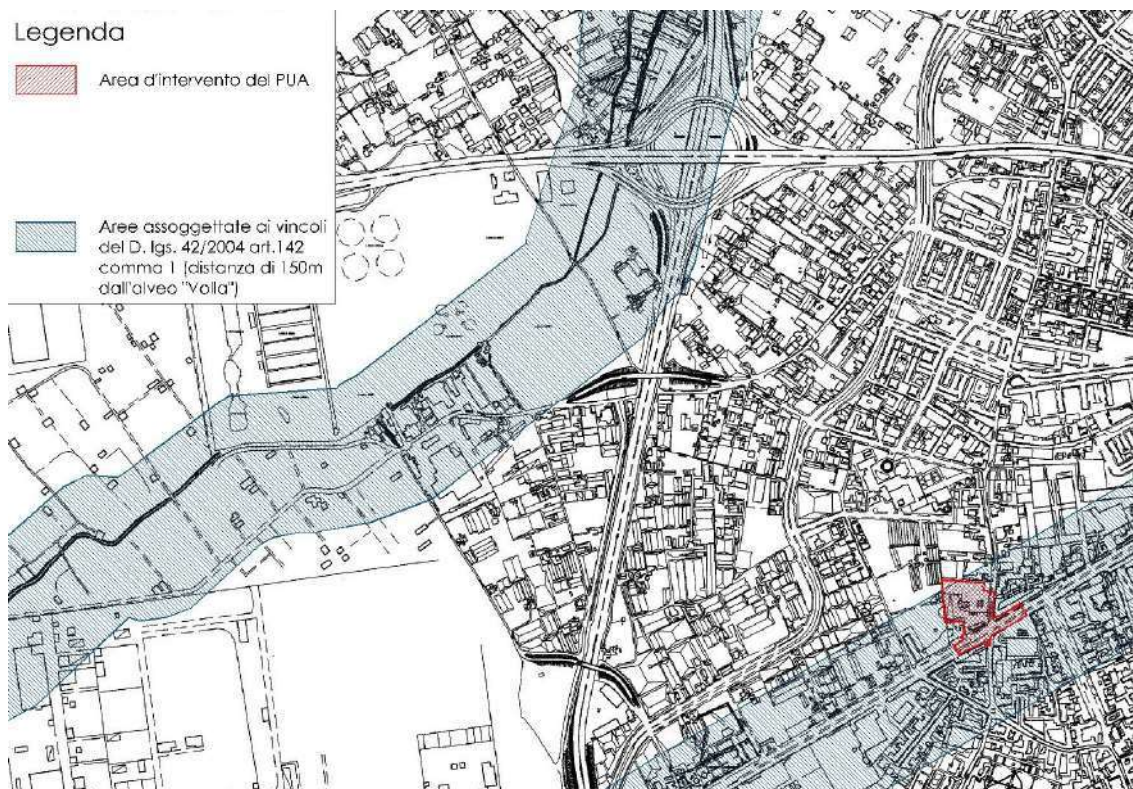 Legenda
Area d'intervento del PUA
Aree assoggettate ai vincoli
del D. lgs. 42/2004 art.142
comma 1 (distanza di 150m
dall'alveo "Volla")